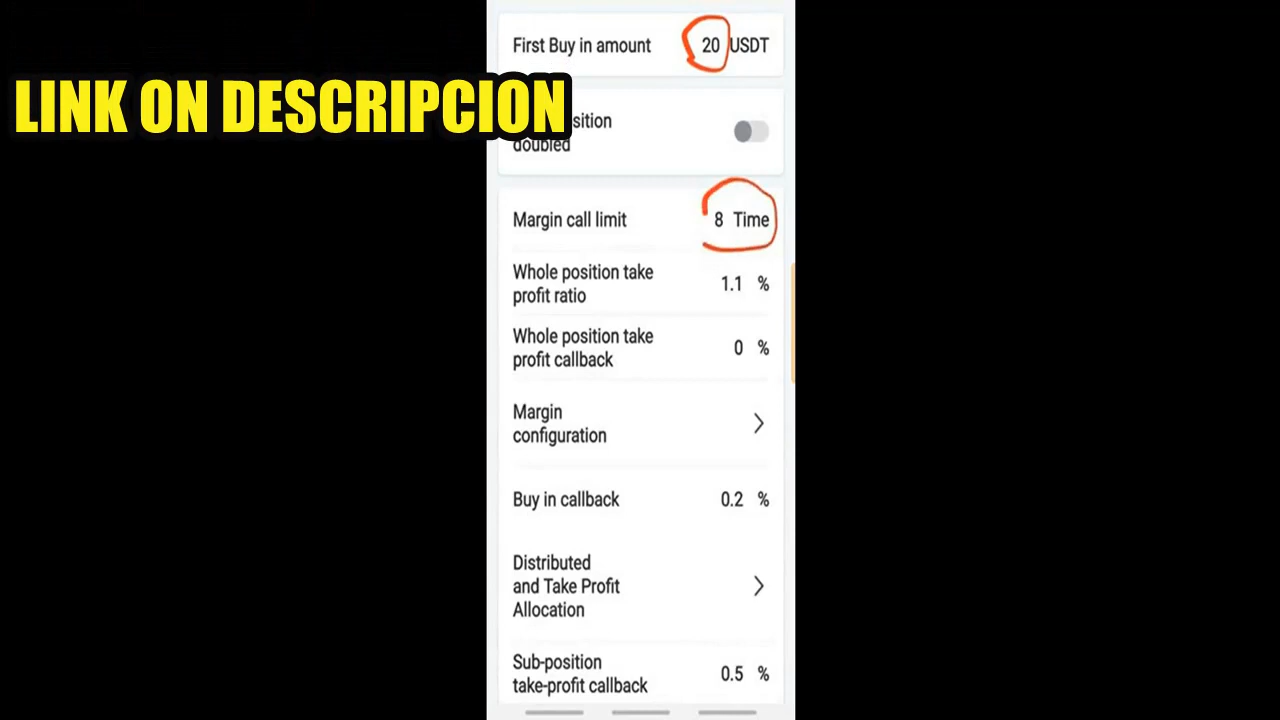 First Buy in amount 20 USDT
LINK ON DESCRIPCION
sition
doubled
Margin call limit 8 Time
Whole position take
profit ratio 1.1 %
Whole position take
profit callback 0 %
Margin
configuration
Buy in callback 0.2 %
Distributed
and Take Profit
Allocation
Sub-position
take-profit callback 0.5 %